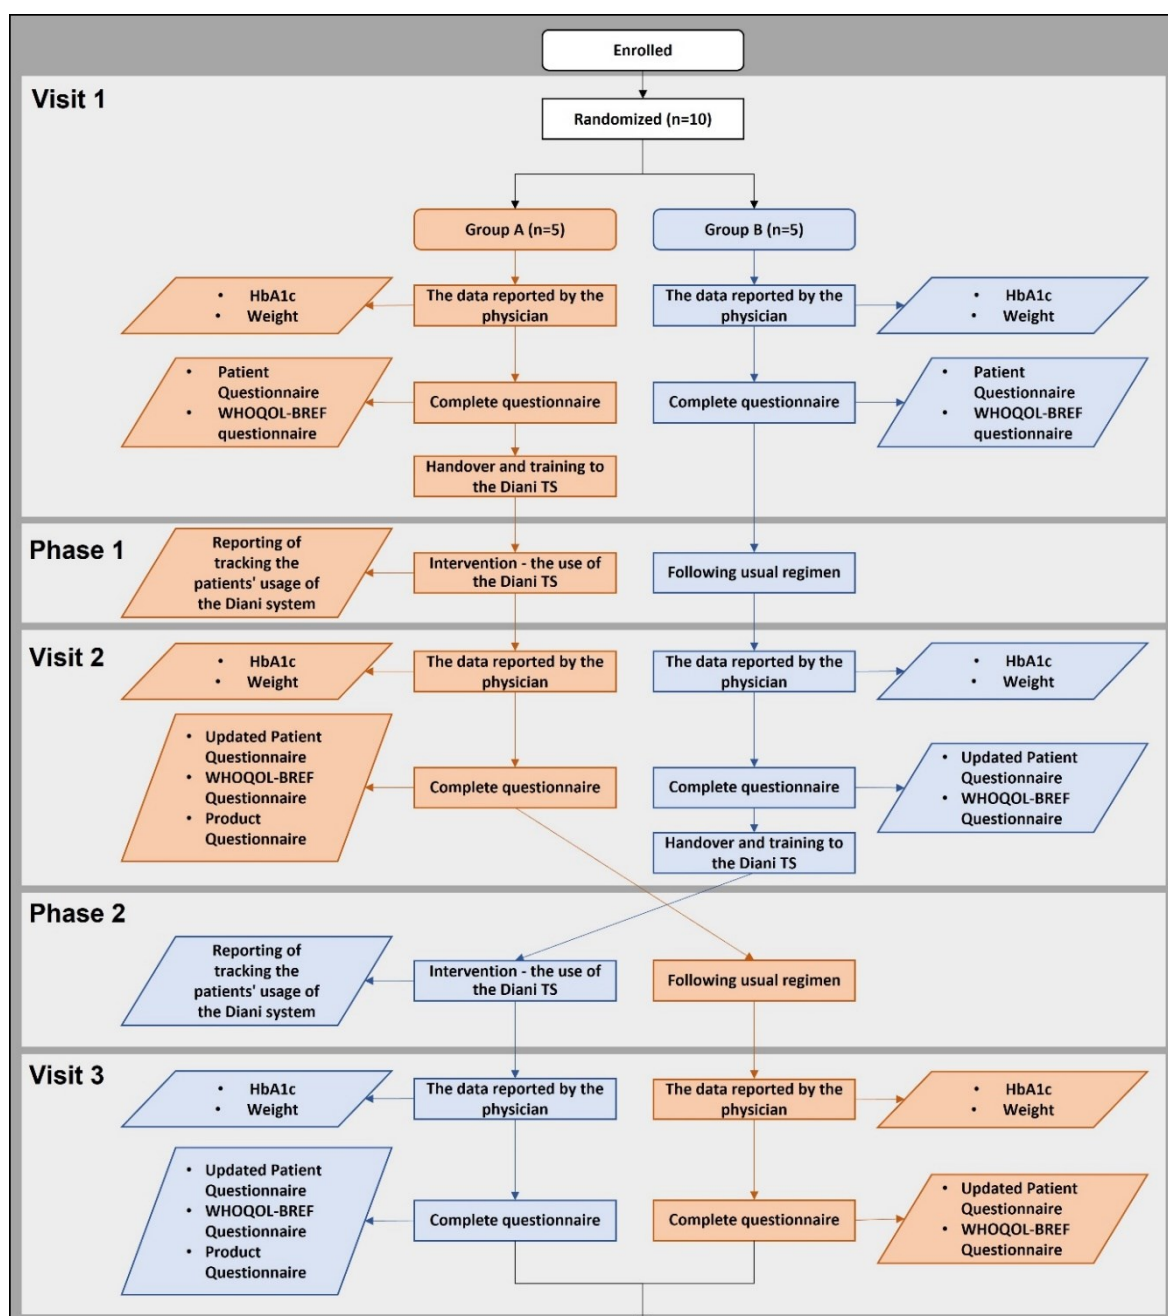 Enrolled
Visit 1
Randomized (n=10)
Group A (n=5)
Group B (n=5)
• HbA1c
• Weight
The data reported by the
physician
The data reported by the
physician
• HbA1c
• Weight
• Patient
Questionnaire
• WHOQOL-BREF
questionnaire
Complete questionnaire
Complete questionnaire
• Patient
Questionnaire
• WHOQOL-BREF
questionnaire
Handover and training to
the Diani TS
Phase 1
Reporting of
tracking the
patients' usage of
the Diani system
Intervention - the use of
the Diani TS
Following usual regimen
Visit 2
• HbA1c
• Weight
The data reported by the
physician
The data reported by the
physician
• HbA1c
• Weight
• Updated Patient
Questionnaire
• WHOQOL-BREF
Questionnaire
• Product
Questionnaire
Complete questionnaire
Complete questionnaire
• Updated Patient
Questionnaire
• WHOQOL-BREF
Questionnaire
Handover and training to
the Diani TS
Phase 2
Reporting of
tracking the
patients' usage of
the Diani system
Intervention - the use of
the Diani TS
Following usual regimen
Visit 3
• HbA1c
• Weight
The data reported by the
physician
The data reported by the
physician
• HbA1c
• Weight
• Updated Patient
Questionnaire
• WHOQOL-BREF
Questionnaire
• Product
Questionnaire
Complete questionnaire
Complete questionnaire
• Updated Patient
Questionnaire
• WHOQOL-BREF
Questionnaire